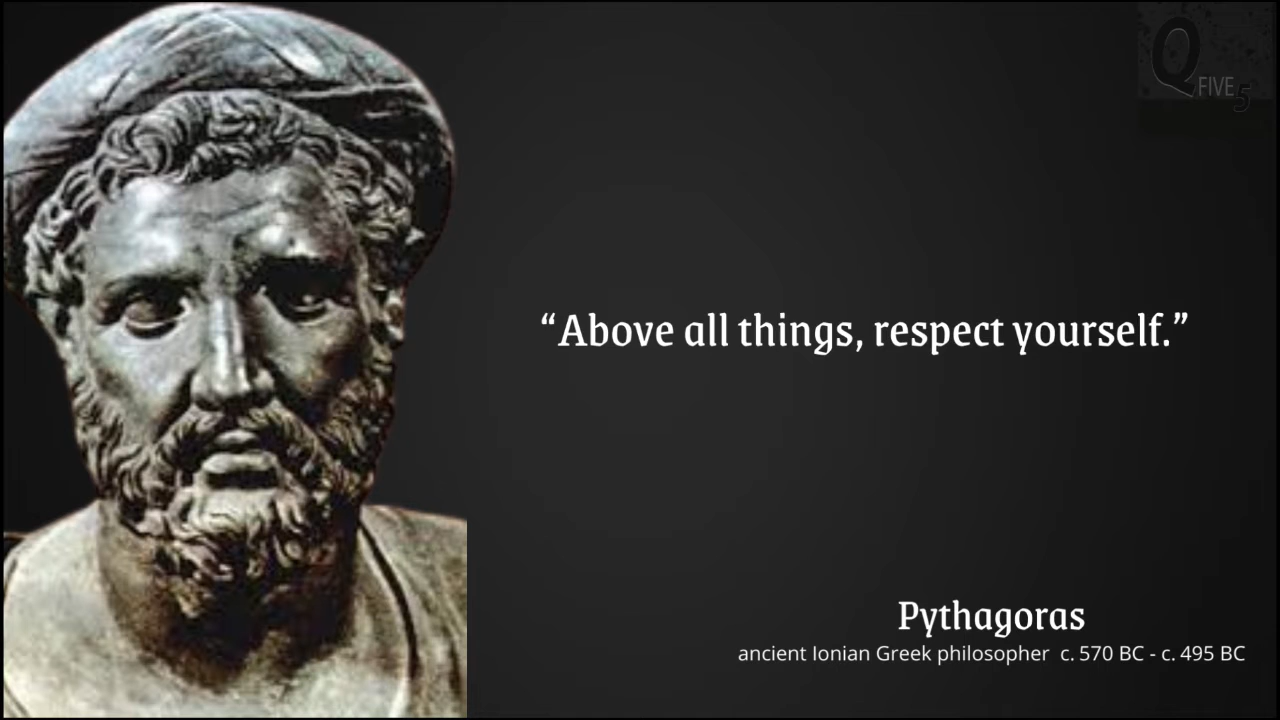 Q
FIVE
5
“Above all things, respect yourself.”
Pythagoras
ancient Ionian Greek philosopher c. 570 BC - c. 495 BC